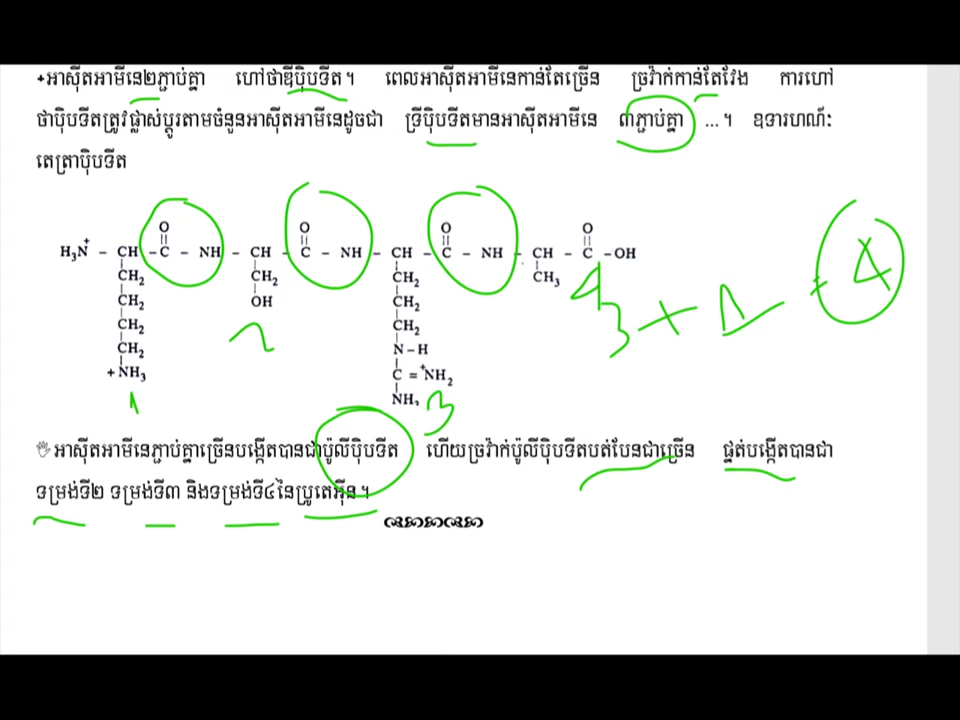 +អាស៊ីតអាមីនេ២ភ្ជាប់គ្នា ហៅថាឌីប៉ិបទីត។ ពេលអាស៊ីតអាមីនេកាន់តែច្រើន ច្រវ៉ាក់កាន់តែវែង ការហៅ
ថាប៉ិបទីតត្រូវផ្លាស់ប្តូរតាមចំនួនអាស៊ីតអាមីនេដូចជា ទ្រីប៉ិបទីតមានអាស៊ីតអាមីនេ ៣ភ្ជាប់គ្នា ...។ ឧទាហរណ៍ៈ
តេត្រាប៉ិបទីត
O O O O
H₃N⁺ – CH – C – NH – CH – C – NH – CH – C – NH – CH – C – OH
CH₂ CH₂ CH₂ CH₃ 4
CH₂ OH CH₂ 3 + 1 = 4
CH₂ 2 CH₂
CH₂ N – H
+ NH₃ C = ⁺NH₂
1 NH₂ 3
អាស៊ីតអាមីនេភ្ជាប់គ្នាច្រើនបង្កើតបានជាប៉ូលីប៉ិបទីត ហើយច្រវ៉ាក់ប៉ូលីប៉ិបទីតបត់បែនជាច្រើន ផ្នត់បង្កើតបានជា
ទម្រង់ទី២ ទម្រង់ទី៣ និងទម្រង់ទី៤នៃប្រូតេអ៊ីន។